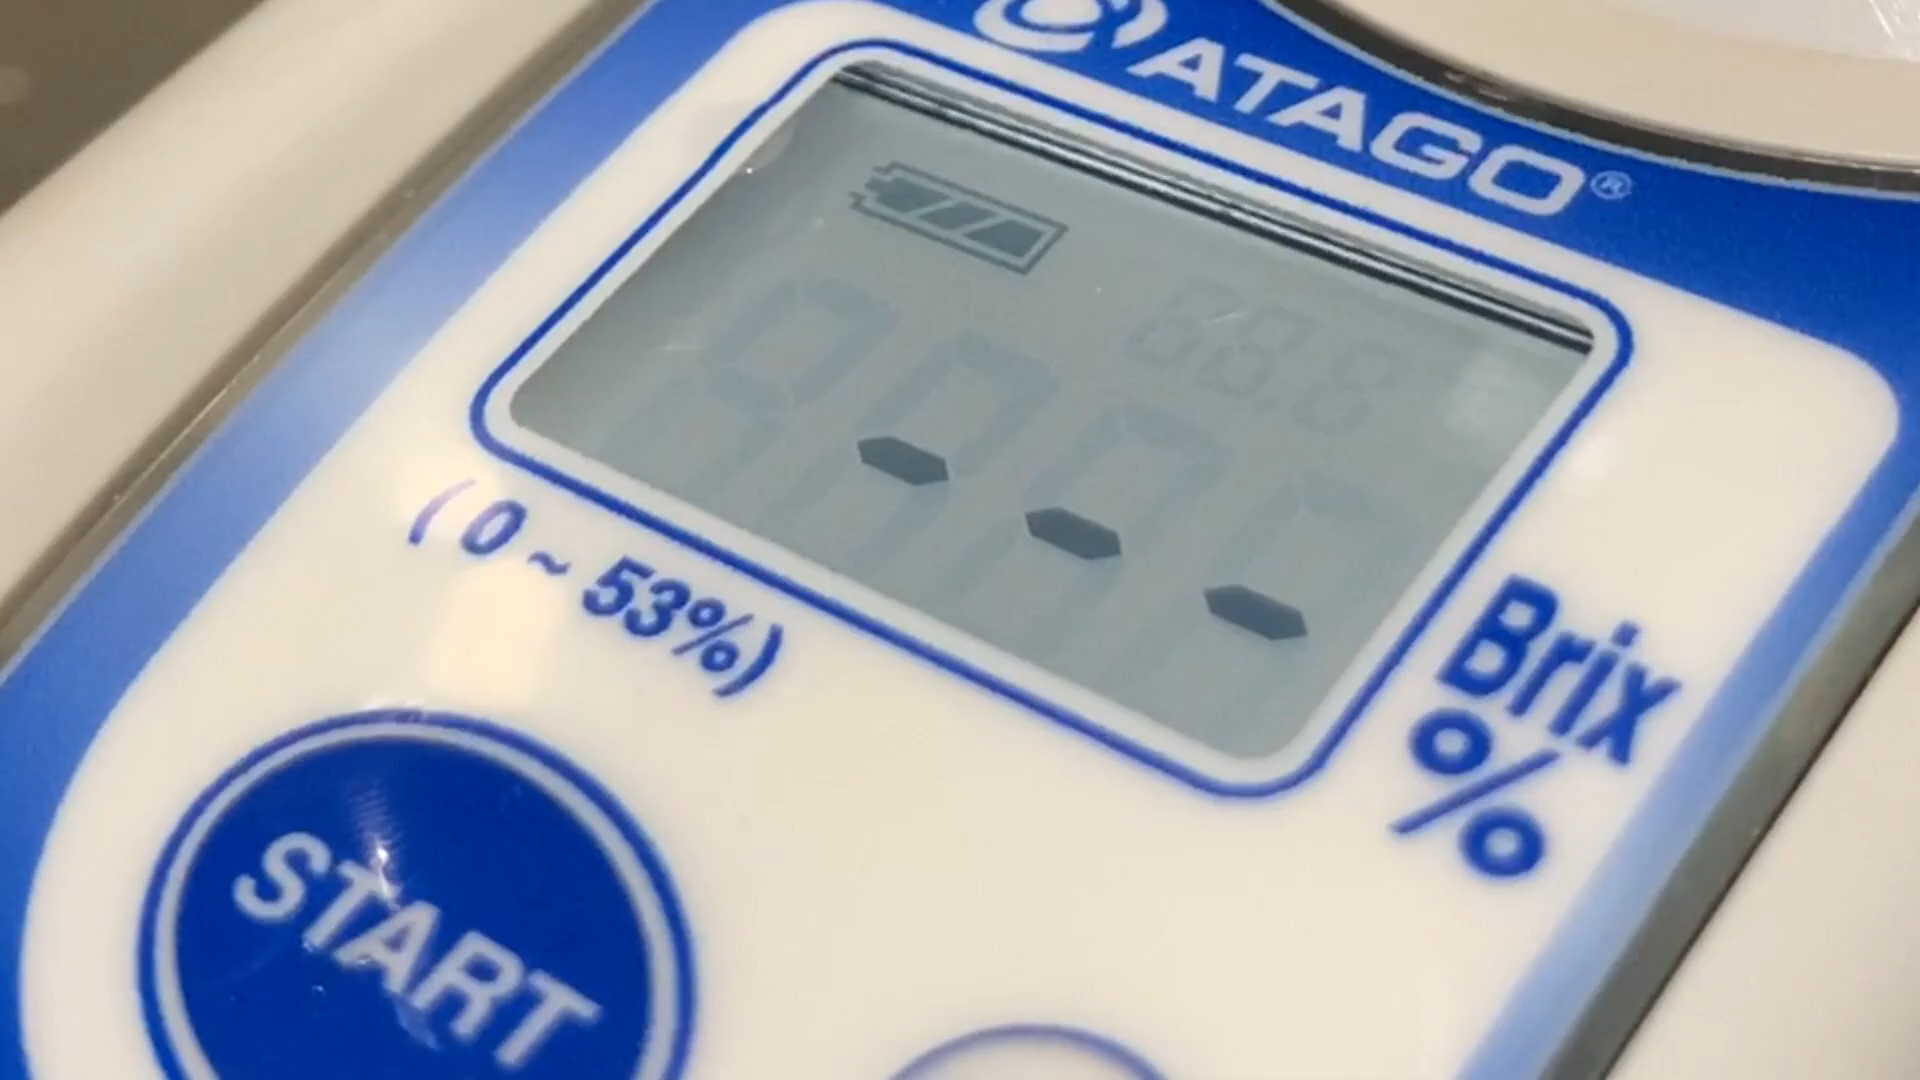 ATAGO®
- - -
( 0 ~ 53%)
Brix
%
START